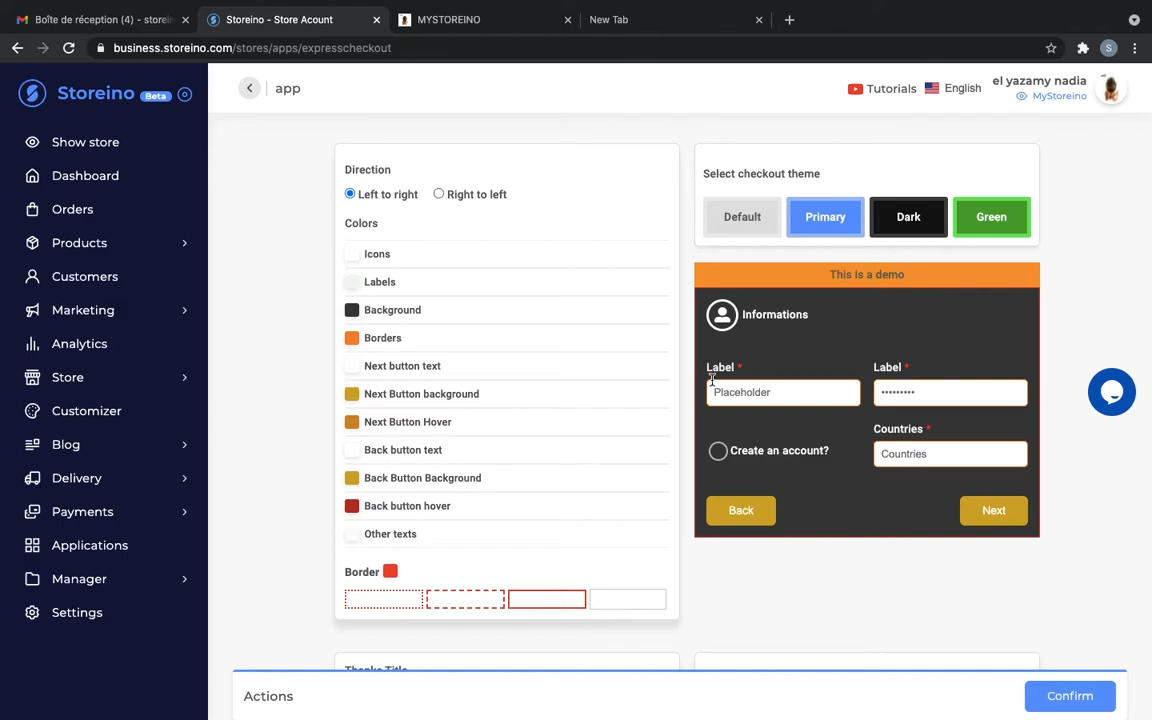 Boîte de réception (4) - storein
Storeino - Store Acount
MYSTOREINO
New Tab
business.storeino.com/stores/apps/expresscheckout
S
Storeino Beta
app
Tutorials
English
el yazamy nadia
MyStoreino
Show store
Dashboard
Orders
Products
Customers
Marketing
Analytics
Store
Customizer
Blog
Delivery
Payments
Applications
Manager
Settings
Direction
Left to right
Right to left
Colors
Icons
Labels
Background
Borders
Next button text
Next Button background
Next Button Hover
Back button text
Back Button Background
Back button hover
Other texts
Border
Select checkout theme
Default
Primary
Dark
Green
This is a demo
Informations
Label *
Label *
Placeholder
•••••••••
Create an account?
Countries *
Countries
Back
Next
Actions
Confirm